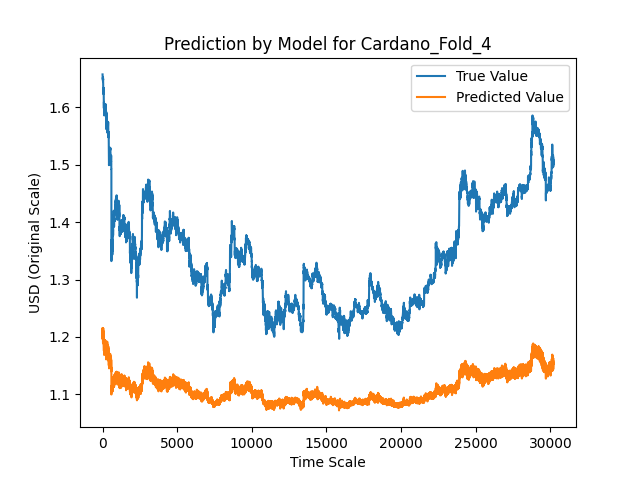 Prediction by Model for Cardano_Fold_4
True Value
Predicted Value
USD (Original Scale)
1.6
1.5
1.4
1.3
1.2
1.1
0 5000 10000 15000 20000 25000 30000
Time Scale